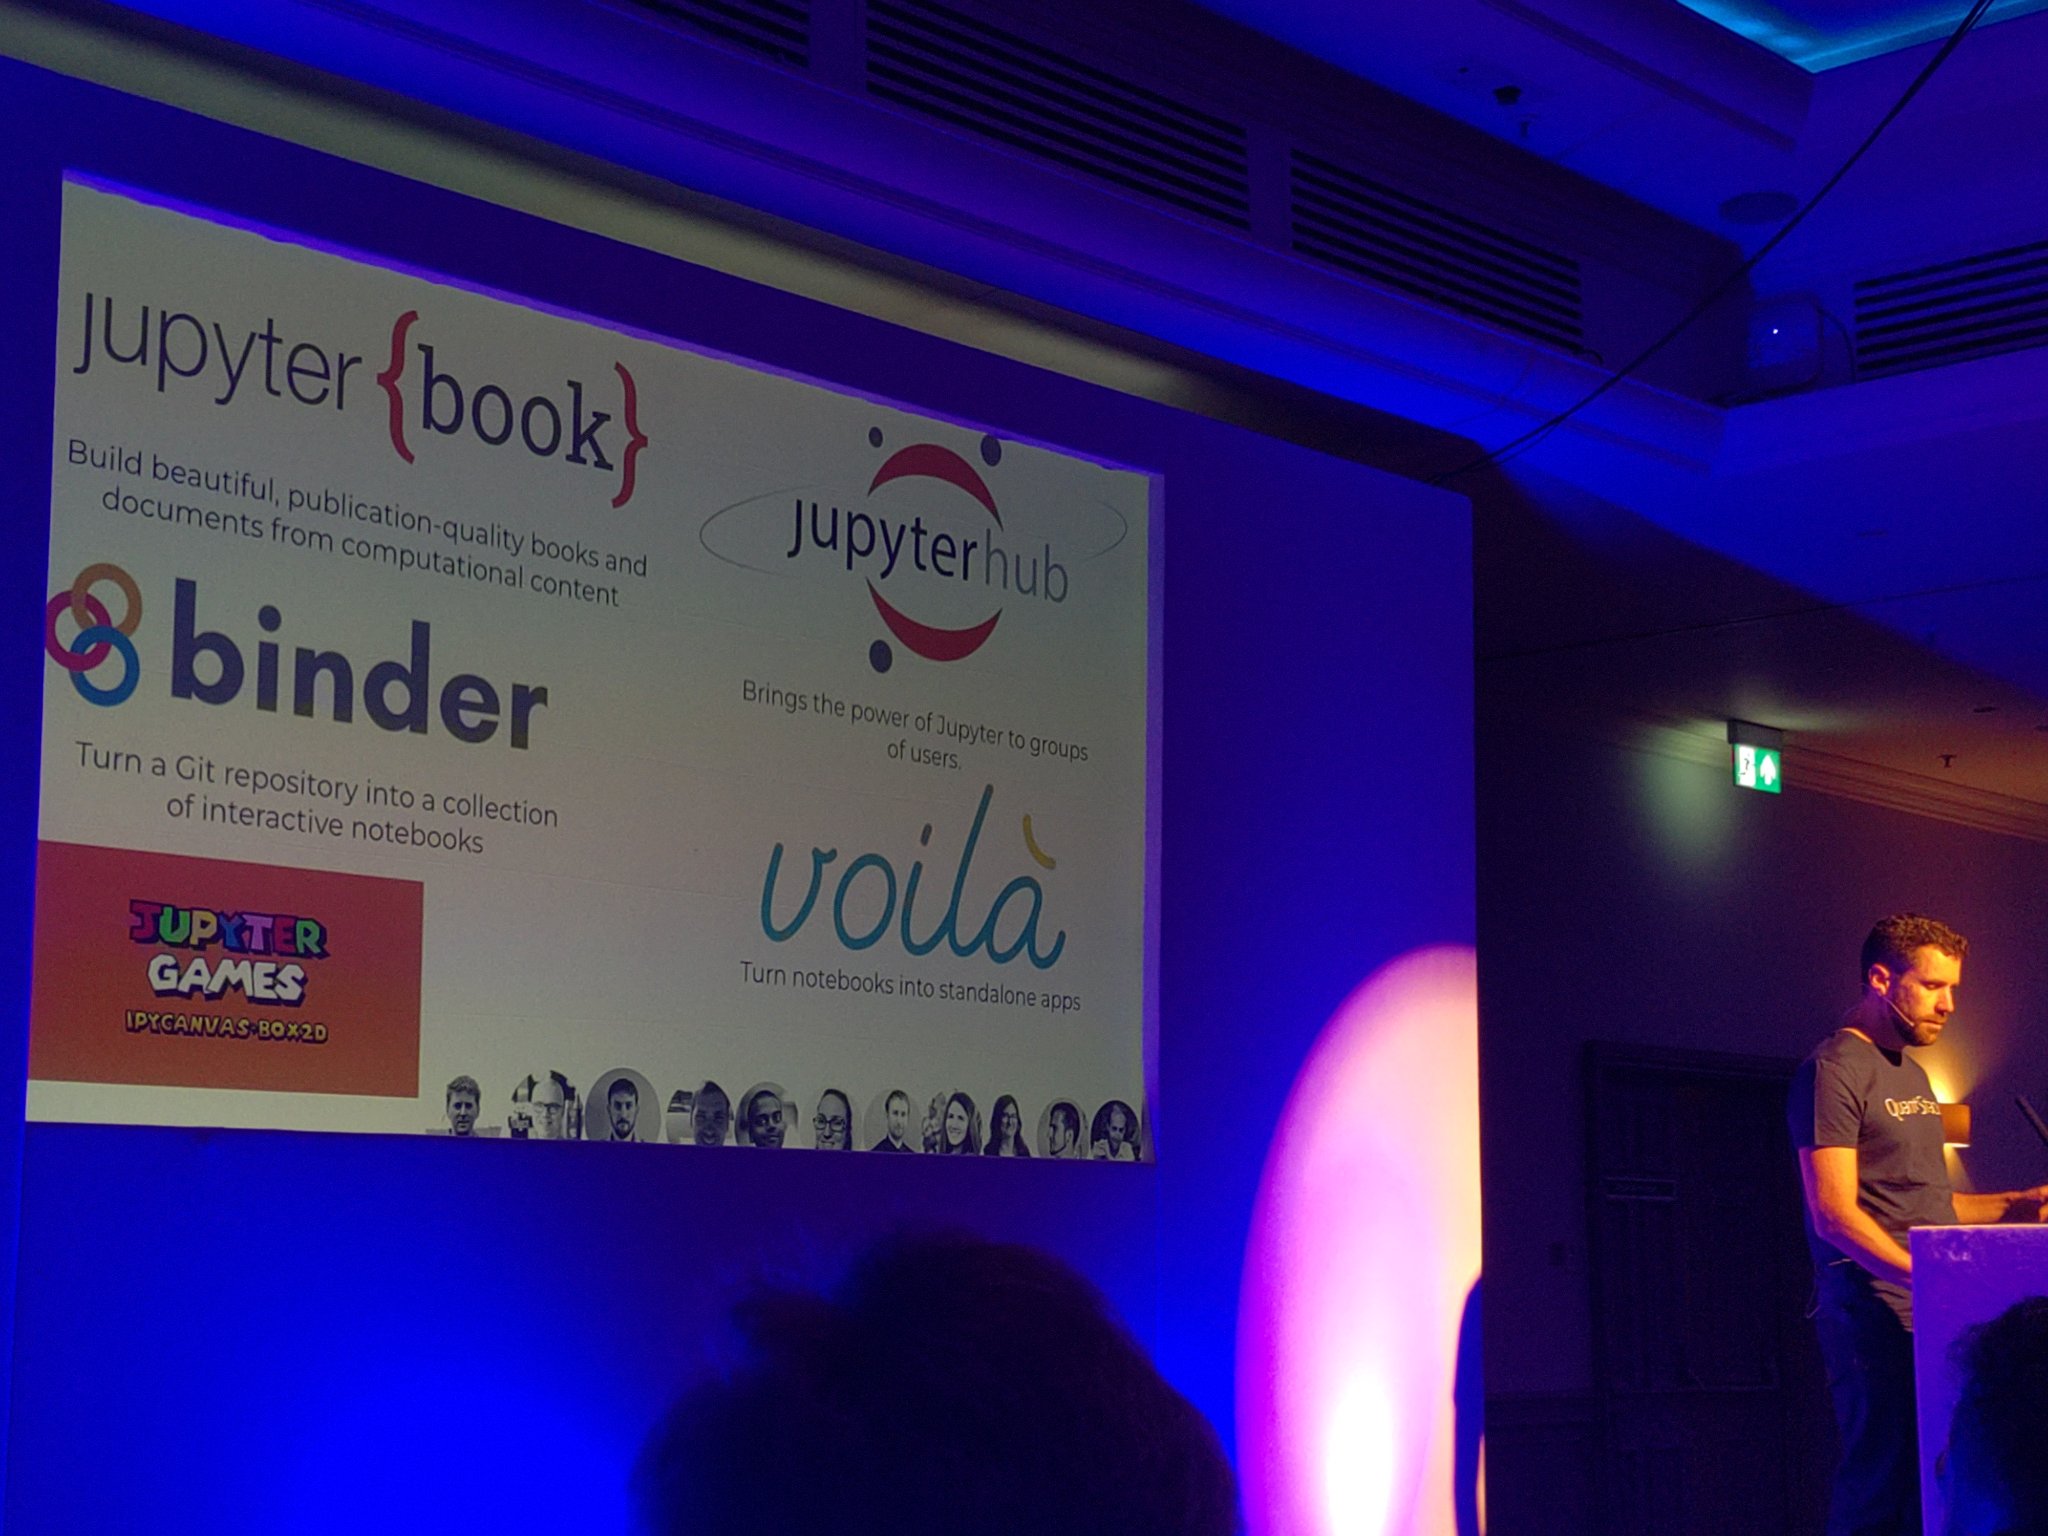 jupyter {book}
Build beautiful, publication-quality books and
documents from computational content
binder
Turn a Git repository into a collection
of interactive notebooks
JUPYTER
GAMES
IPYCANVAS-BOX2D
jupyterhub
Brings the power of Jupyter to groups
of users.
voilà
Turn notebooks into standalone apps